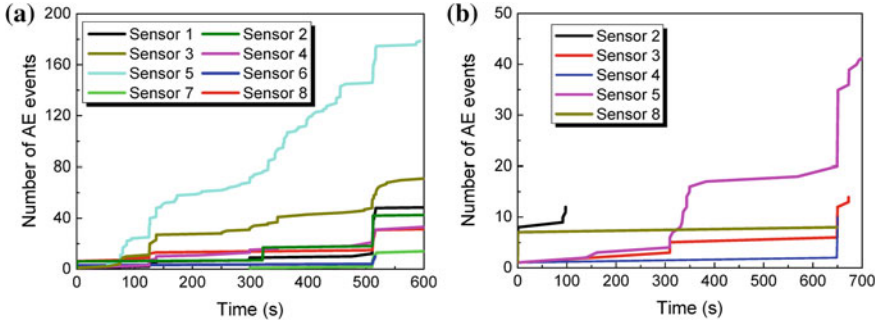 (a)
Number of AE events
180
160
120
80
40
0
Sensor 1 Sensor 2
Sensor 3 Sensor 4
Sensor 5 Sensor 6
Sensor 7 Sensor 8
0 100 200 300 400 500 600
Time (s)
(b)
Number of AE events
50
40
30
20
10
0
Sensor 2
Sensor 3
Sensor 4
Sensor 5
Sensor 8
0 100 200 300 400 500 600 700
Time (s)